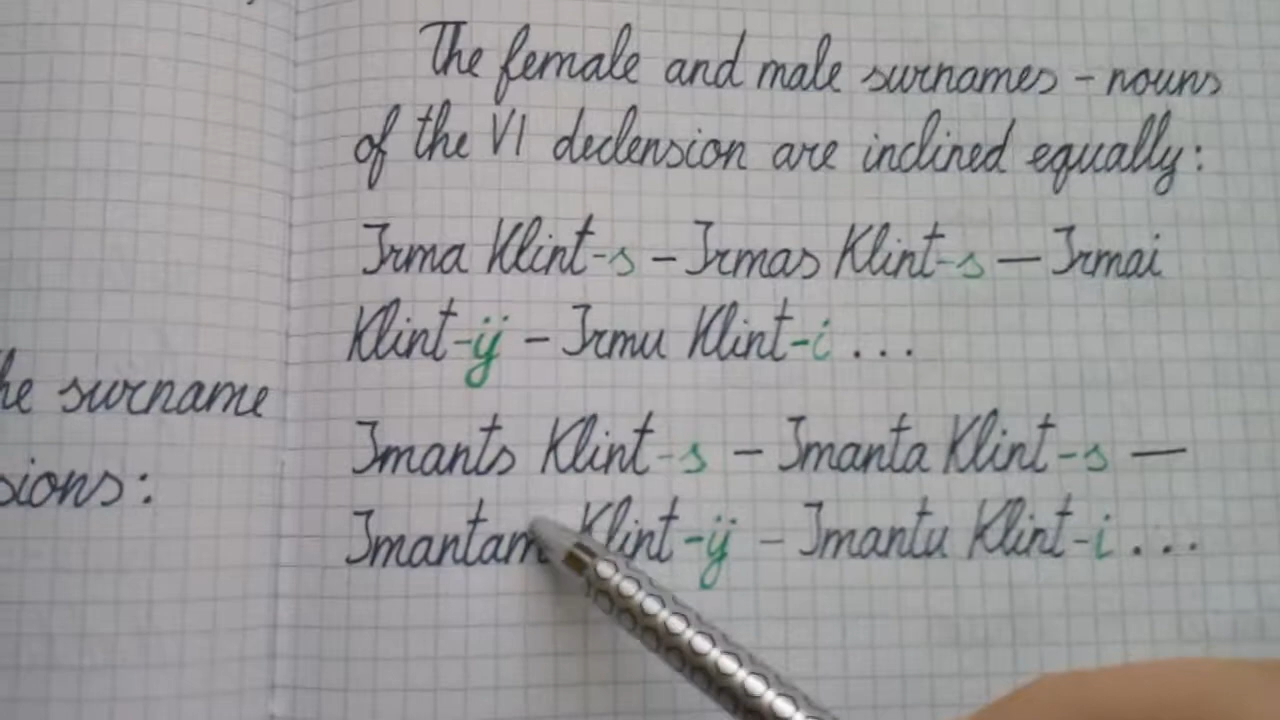 The female and male surnames - nouns
of the VI declension are inclined equally:
Irma Klint-s - Irmas Klint-s - Irmai
Klint-ij - Irmu Klint-i ...
he surname
Imants Klint-s - Imanta Klint-s -
sions:
Imantam Klint-ij - Imantu Klint-i ...